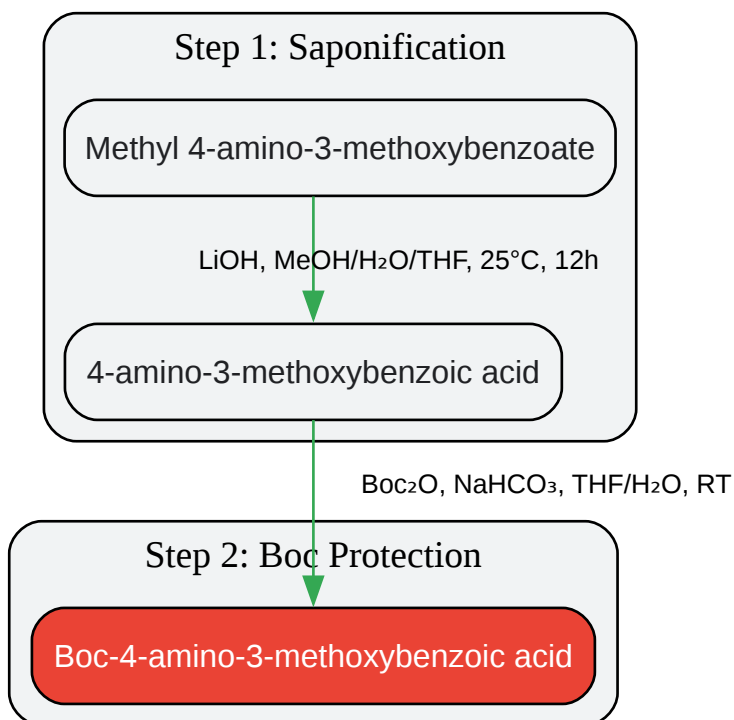 Step 1: Saponification
Methyl 4-amino-3-methoxybenzoate
LiOH, MeOH/H₂O/THF, 25°C, 12h
4-amino-3-methoxybenzoic acid
Boc₂O, NaHCO₃, THF/H₂O, RT
Step 2: Boc Protection
Boc-4-amino-3-methoxybenzoic acid